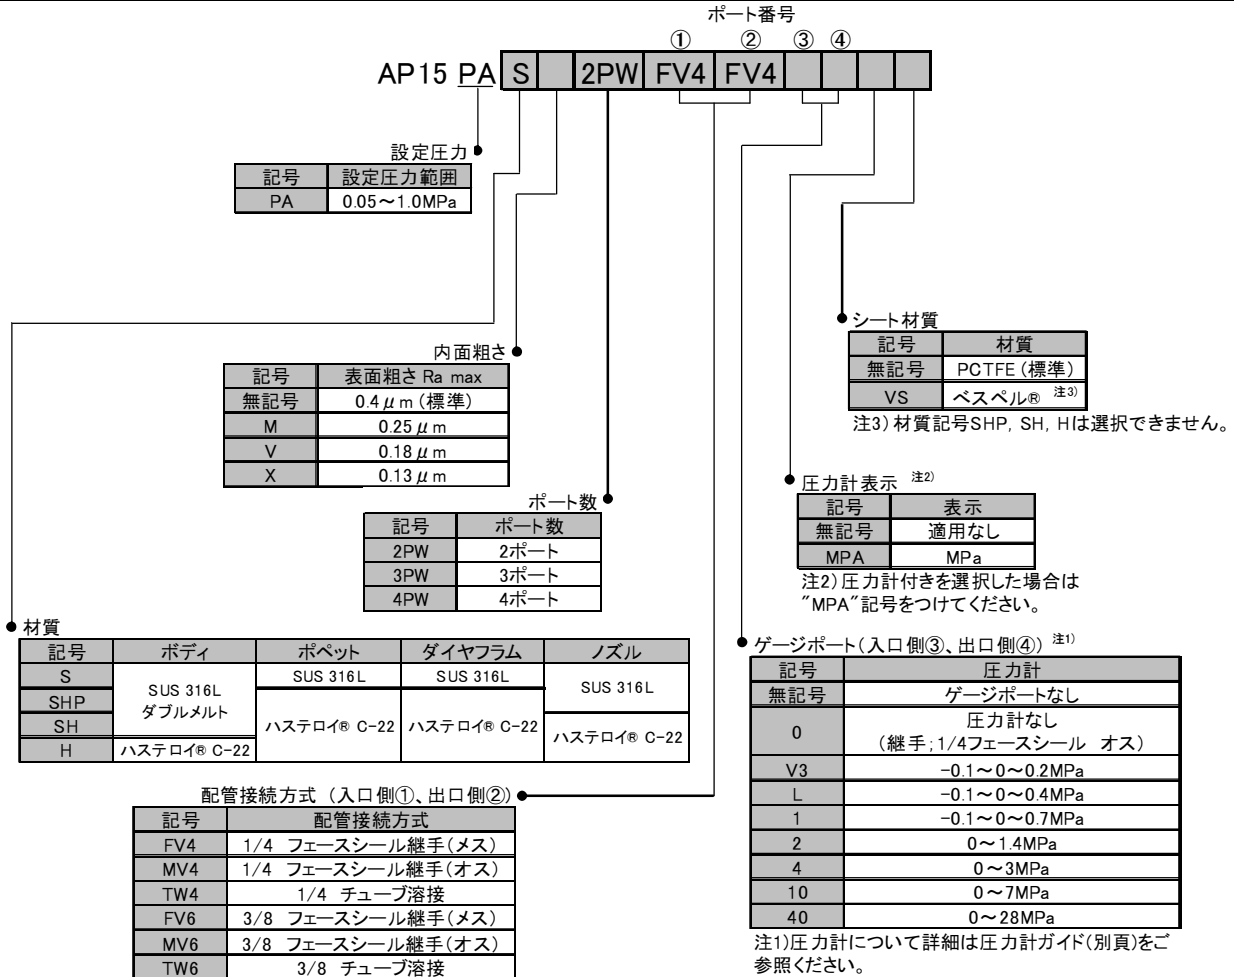 ポート番号
① ② ③ ④
AP15 PA S 2PW FV4 FV4
設定圧力
記号 設定圧力範囲
PA 0.05～1.0MPa
シート材質
記号 材質
無記号 PCTFE(標準)
VS ベスペル® 注3)
注3)材質記号SHP, SH, Hは選択できません。
内面粗さ
記号 表面粗さ Ra max
無記号 0.4μm(標準)
M 0.25μm
V 0.18μm
X 0.13μm
圧力計表示 注2)
記号 表示
無記号 適用なし
MPA MPa
注2)圧力計付きを選択した場合は
"MPA"記号をつけてください。
ポート数
記号 ポート数
2PW 2ポート
3PW 3ポート
4PW 4ポート
材質
記号 ボディ ポペット ダイヤフラム ノズル
S SUS 316L ダブルメルト SUS 316L SUS 316L SUS 316L
SHP ハステロイ® C-22 ハステロイ® C-22
SH ハステロイ® C-22
H ハステロイ® C-22
ゲージポート(入口側③、出口側④) 注1)
記号 圧力計
無記号 ゲージポートなし
0 圧力計なし
(継手;1/4フェースシール オス)
V3 -0.1～0～0.2MPa
L -0.1～0～0.4MPa
1 -0.1～0～0.7MPa
2 0～1.4MPa
4 0～3MPa
10 0～7MPa
40 0～28MPa
注1)圧力計について詳細は圧力計ガイド(別頁)をご
参照ください。
配管接続方式 (入口側①、出口側②)
記号 配管接続方式
FV4 1/4 フェースシール継手(メス)
MV4 1/4 フェースシール継手(オス)
TW4 1/4 チューブ溶接
FV6 3/8 フェースシール継手(メス)
MV6 3/8 フェースシール継手(オス)
TW6 3/8 チューブ溶接